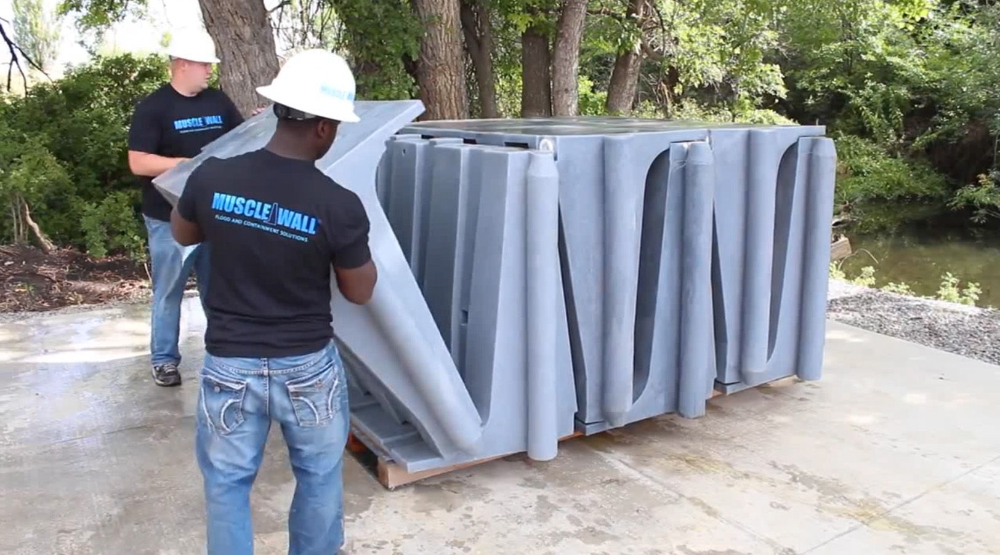 MUSCLE WALL
MUSCLE WALL
FLOOD AND CONTAINMENT SOLUTIONS